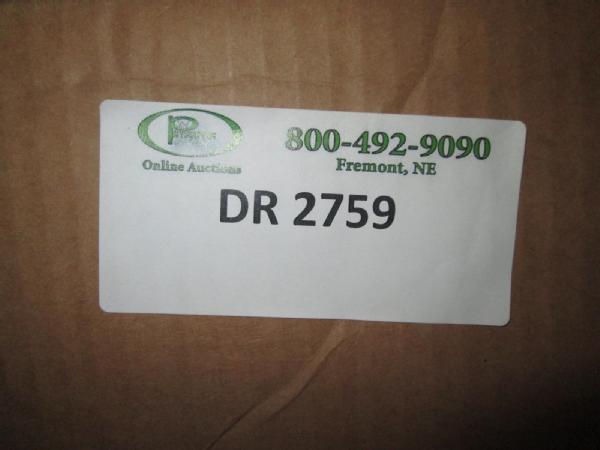 800-492-9090
Online Auctions
Fremont, NE
DR 2759